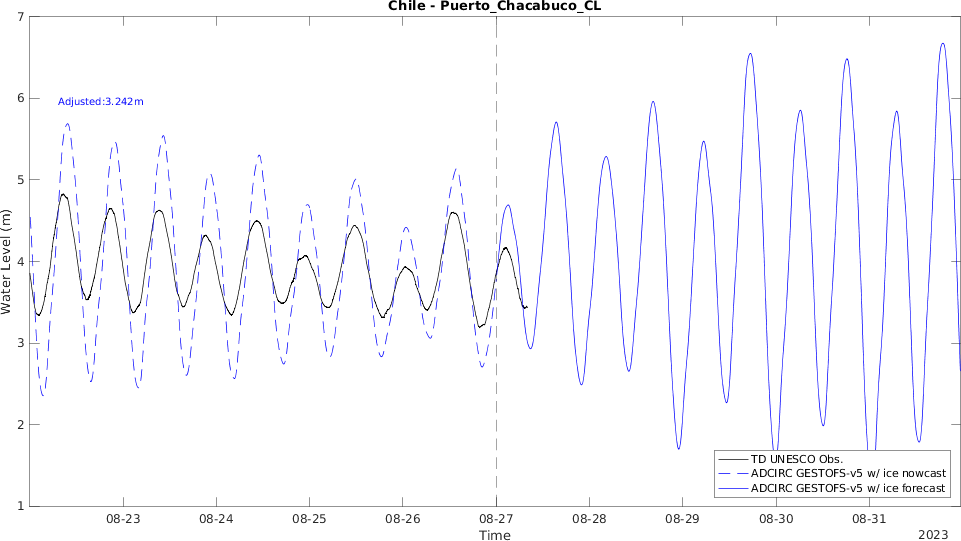 Chile - Puerto_Chacabuco_CL
Water Level (m)
7
6
5
4
3
2
1
Adjusted:3.242m
TD UNESCO Obs.
ADCIRC GESTOFS-v5 w/ ice nowcast
ADCIRC GESTOFS-v5 w/ ice forecast
08-23 08-24 08-25 08-26 08-27 08-28 08-29 08-30 08-31
Time
2023